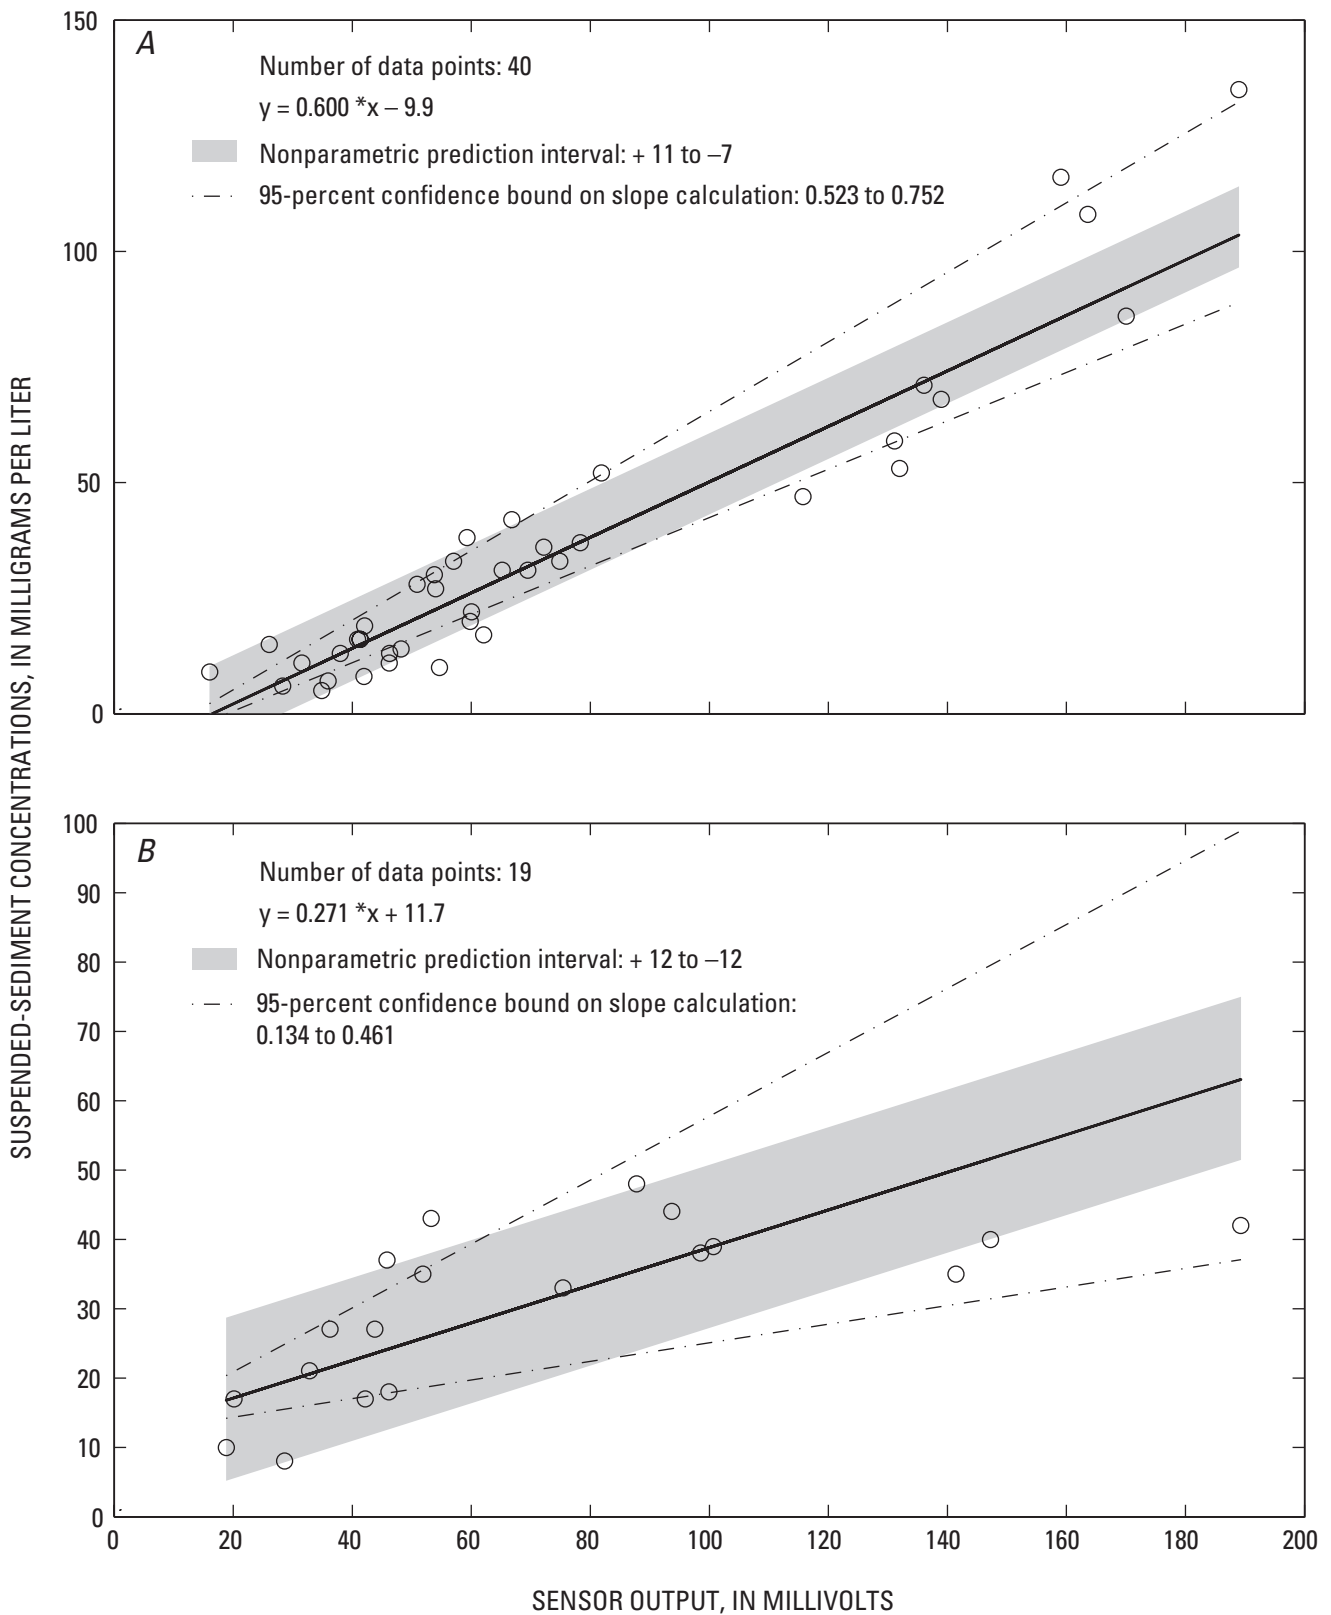 SUSPENDED-SEDIMENT CONCENTRATIONS, IN MILLIGRAMS PER LITER
A
Number of data points: 40
y = 0.600 *x – 9.9
Nonparametric prediction interval: + 11 to –7
95-percent confidence bound on slope calculation: 0.523 to 0.752
150
100
50
0
B
Number of data points: 19
y = 0.271 *x + 11.7
Nonparametric prediction interval: + 12 to –12
95-percent confidence bound on slope calculation:
0.134 to 0.461
100
90
80
70
60
50
40
30
20
10
0
0 20 40 60 80 100 120 140 160 180 200
SENSOR OUTPUT, IN MILLIVOLTS